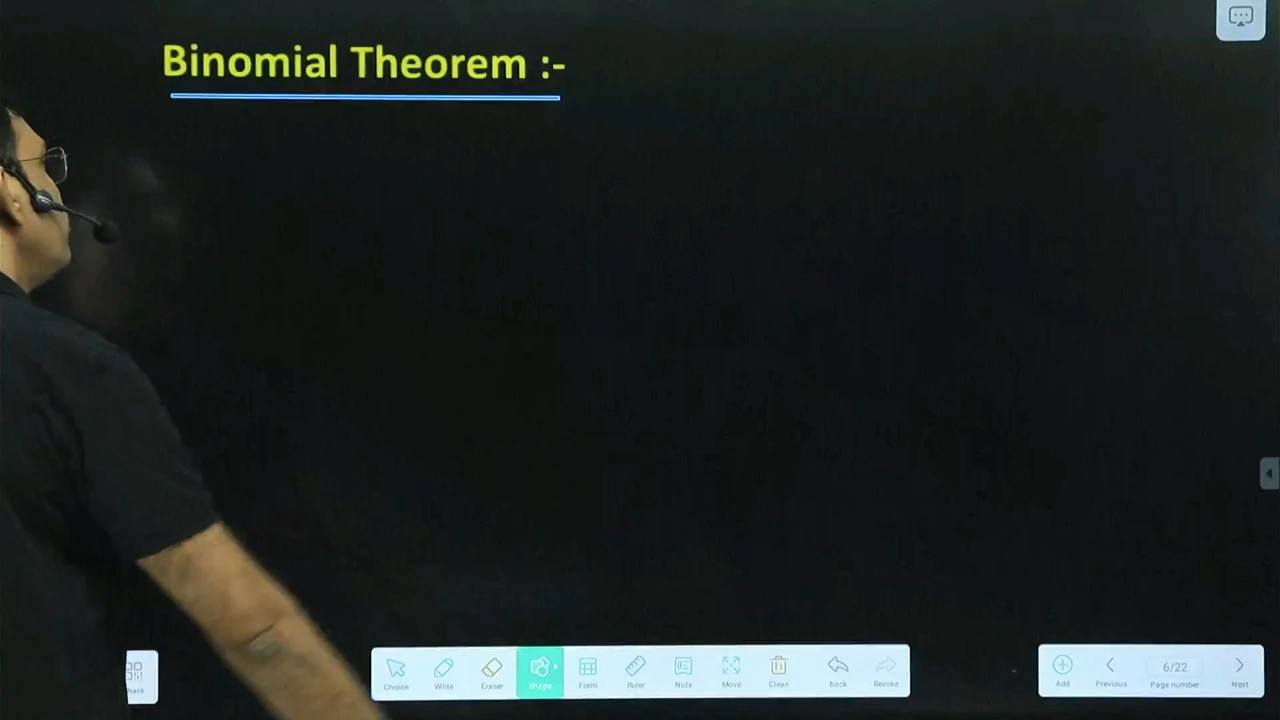 Binomial Theorem :-
hare
Choice Write Eraser Shape Form Ruler Note Move Clean back Revoke
Add Previous 6/22 Page number Next